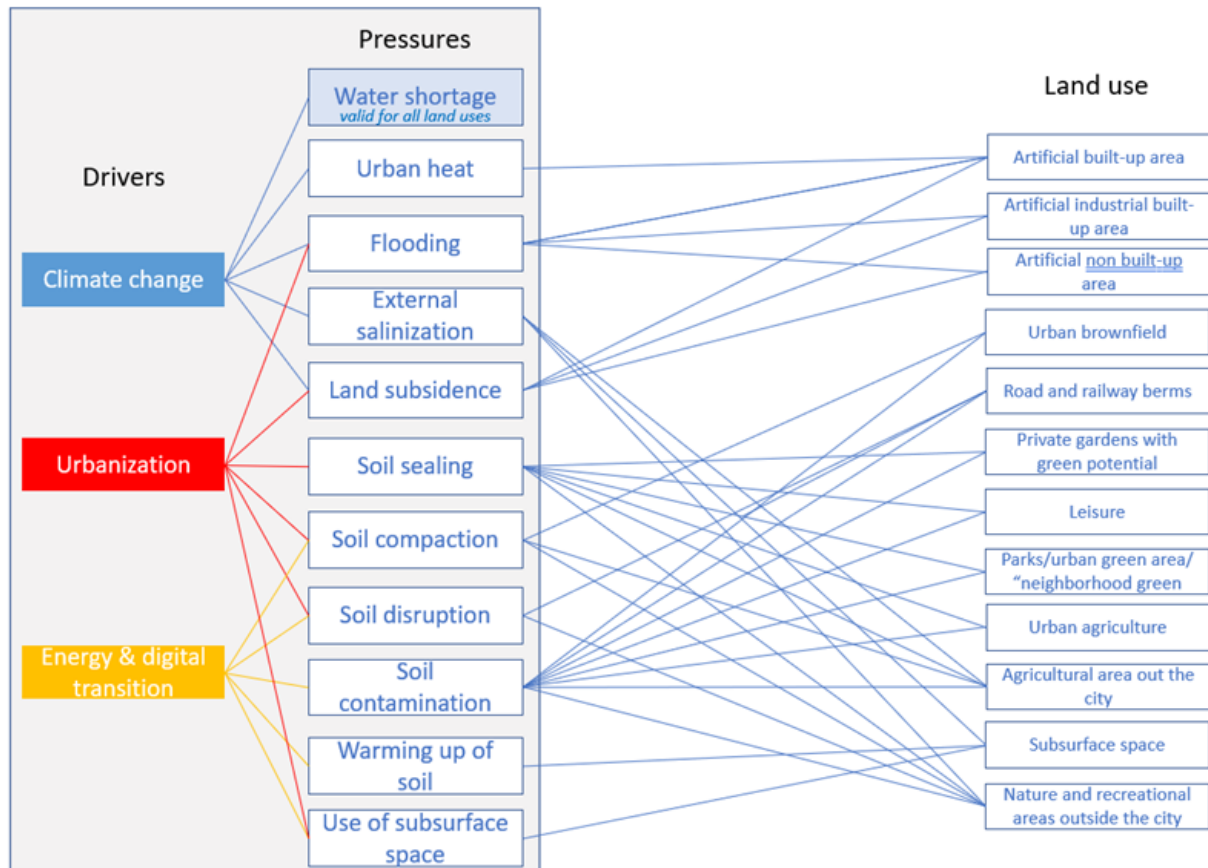 Pressures
Land use
Drivers
Water shortage
valid for all land uses
Urban heat
Flooding
External
salinization
Land subsidence
Soil sealing
Soil compaction
Soil disruption
Soil
contamination
Warming up of
soil
Use of subsurface
space
Climate change
Urbanization
Energy & digital
transition
Artificial built-up area
Artificial industrial built-
up area
Artificial non built-up
area
Urban brownfield
Road and railway berms
Private gardens with
green potential
Leisure
Parks/urban green area/
“neighborhood green
Urban agriculture
Agricultural area out the
city
Subsurface space
Nature and recreational
areas outside the city